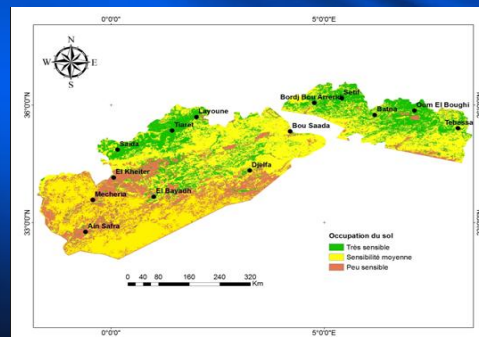 0°0'0"
5°0'0"E
N
W
E
S
36°0'0"N
33°0'0"N
Layoune
Tiaret
Saida
El Kheiter
Mecheria
El Bayadh
Ain Safra
Djelfa
Bou Saada
Bordj Bou Arreridj
Setif
Batna
Oum El Boughi
Tebessa
Occupation du sol
Très sensible
Sensibilité moyenne
Peu sensible
0 20 40 80 160 240 320
Km
0°0'0"
5°0'0"E